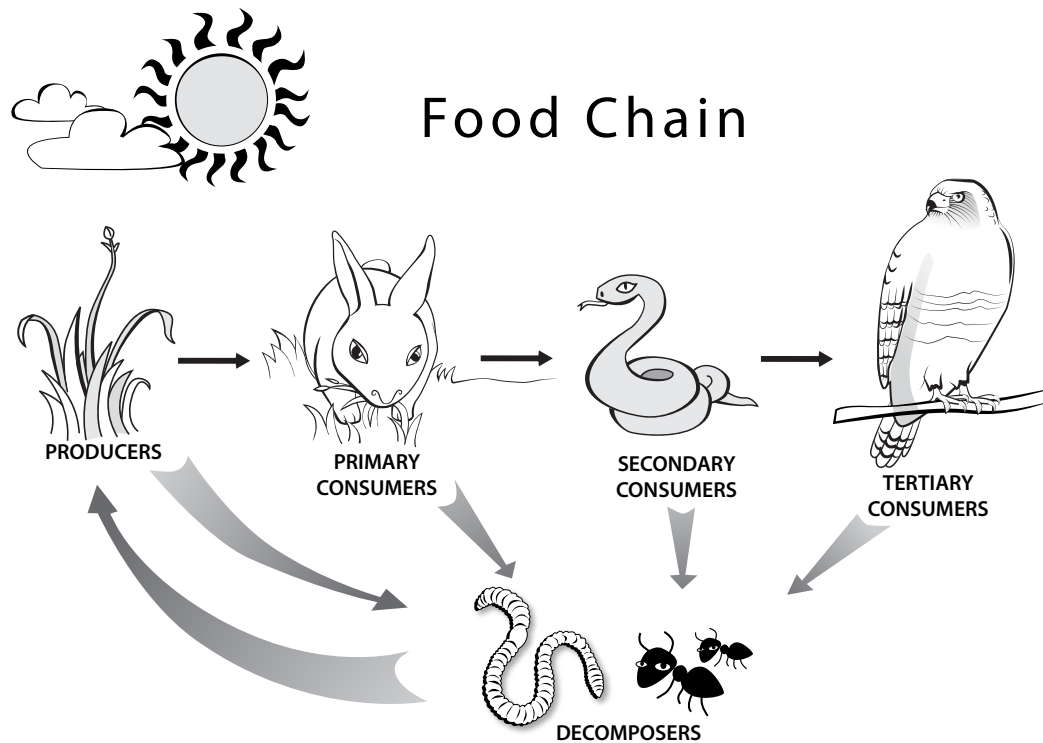 Food Chain
PRODUCERS
PRIMARY
CONSUMERS
SECONDARY
CONSUMERS
TERTIARY
CONSUMERS
DECOMPOSERS